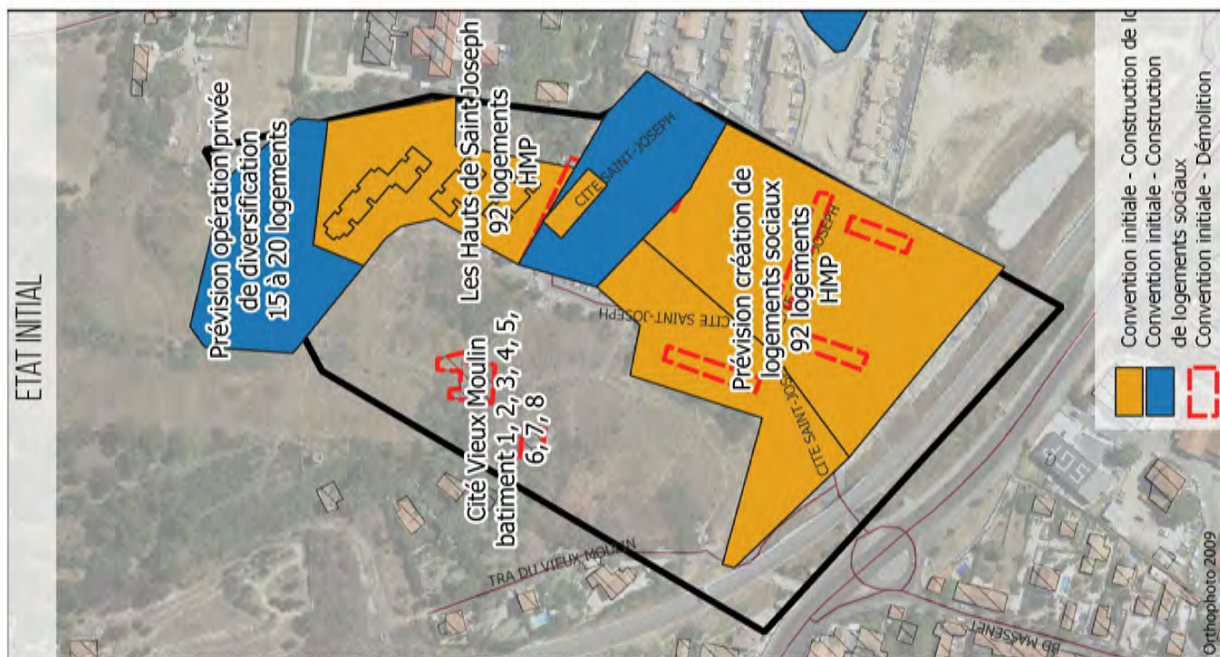 ETAT INITIAL
Prévision opération privée
de diversification
15 à 20 logements
Les Hauts de Saint-Joseph
92 logements
HMP
CITE SAINT-JOSEPH
Cité Vieux Moulin
batiment 1, 2, 3, 4, 5,
6, 7, 8
CITE SAINT-JOSEPH
Prévision création de
logements sociaux
92 logements
HMP
JOSEPH
CITE SAINT-JOS
TRA DU VIEUX MOULIN
BD MASSENET
Convention initiale - Construction de lo
Convention initiale - Construction
de logements sociaux
Convention initiale - Démolition
Orthophoto 2009